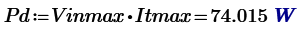 Pd := Vinmax • Itmax = 74.015 W